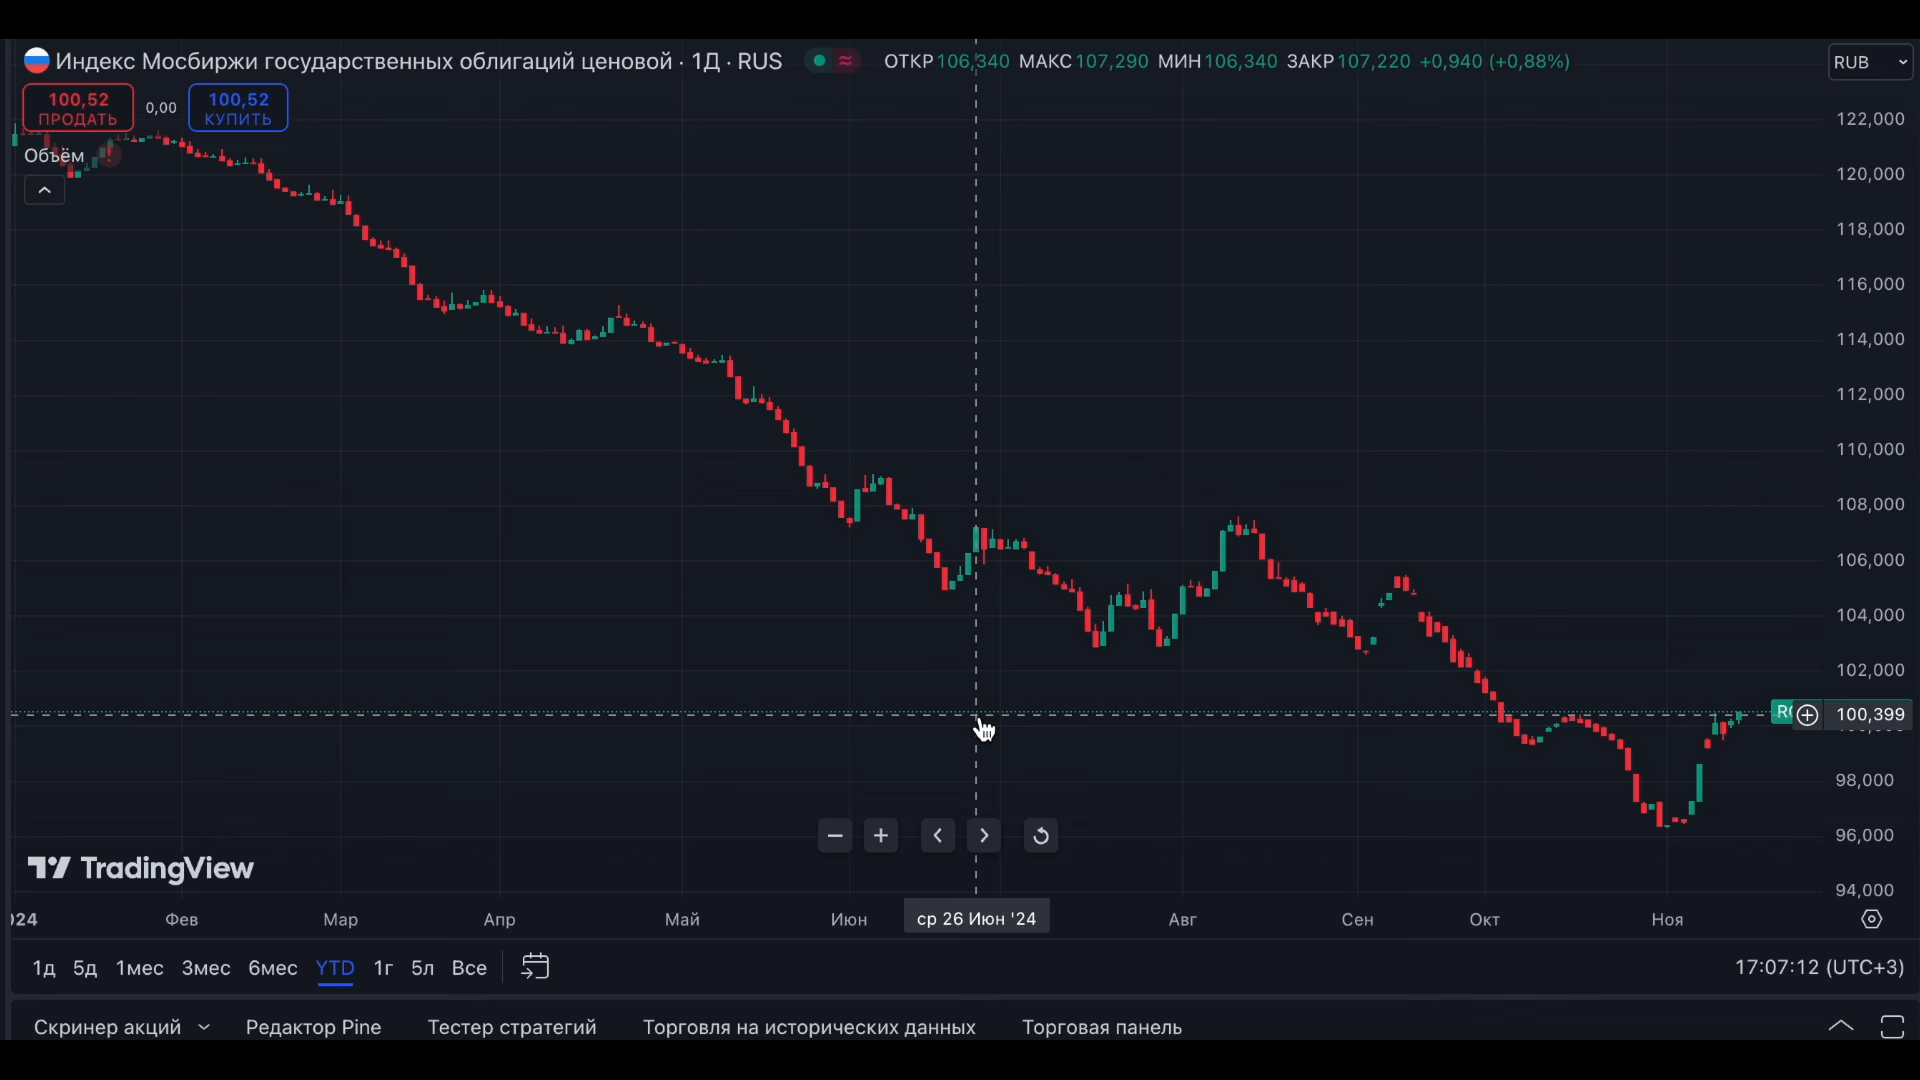 Индекс Мосбиржи государственных облигаций ценовой · 1Д · RUS
ОТКР 106,340 МАКС 107,290 МИН 106,340 ЗАКР 107,220 +0,940 (+0,88%)
RUB
100,52
ПРОДАТЬ
0,00
100,52
КУПИТЬ
Объём
122,000
120,000
118,000
116,000
114,000
112,000
110,000
108,000
106,000
104,000
102,000
100,399
98,000
96,000
94,000
TradingView
Фев Мар Апр Май Июн ср 26 Июн '24 Авг Сен Окт Ноя
1д 5д 1мес 3мес 6мес YTD 1г 5л Все
17:07:12 (UTC+3)
Скринер акций Редактор Pine Тестер стратегий Торговля на исторических данных Торговая панель